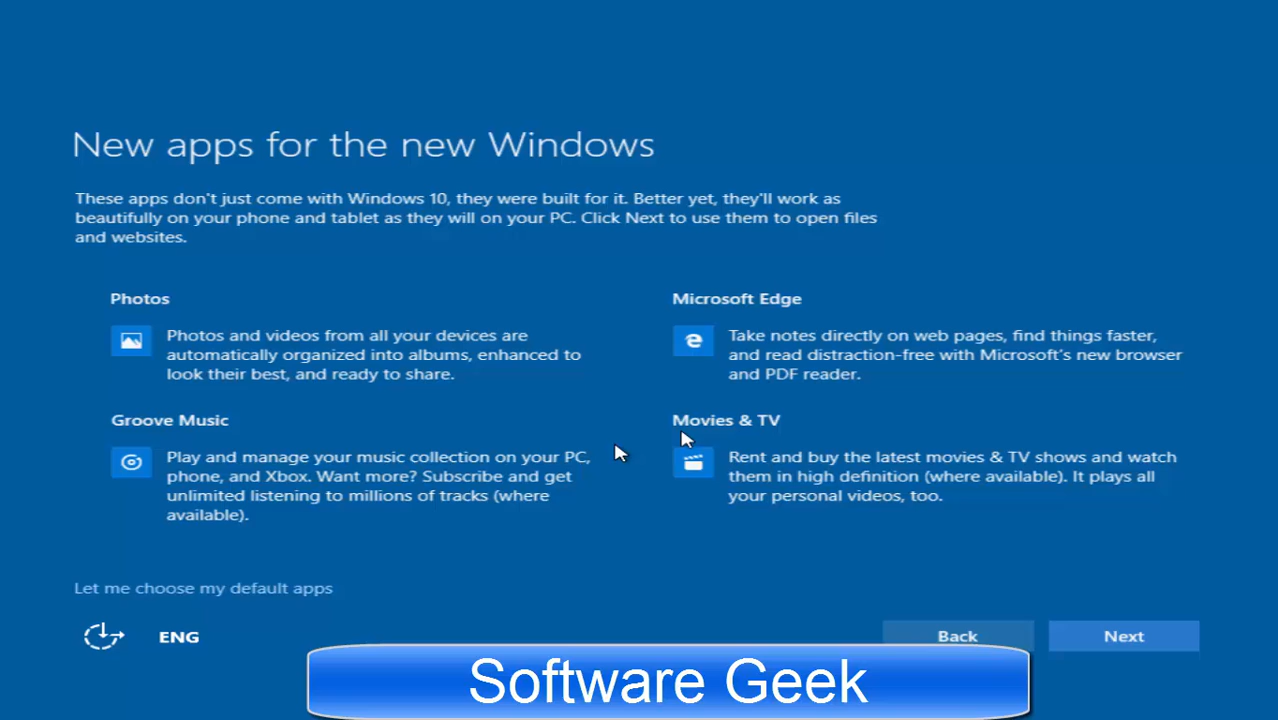 New apps for the new Windows
These apps don't just come with Windows 10, they were built for it. Better yet, they'll work as
beautifully on your phone and tablet as they will on your PC. Click Next to use them to open files
and websites.
Photos
Photos and videos from all your devices are
automatically organized into albums, enhanced to
look their best, and ready to share.
Microsoft Edge
Take notes directly on web pages, find things faster,
and read distraction-free with Microsoft's new browser
and PDF reader.
Groove Music
Play and manage your music collection on your PC,
phone, and Xbox. Want more? Subscribe and get
unlimited listening to millions of tracks (where
available).
Movies & TV
Rent and buy the latest movies & TV shows and watch
them in high definition (where available). It plays all
your personal videos, too.
Let me choose my default apps
ENG
Back
Next
Software Geek